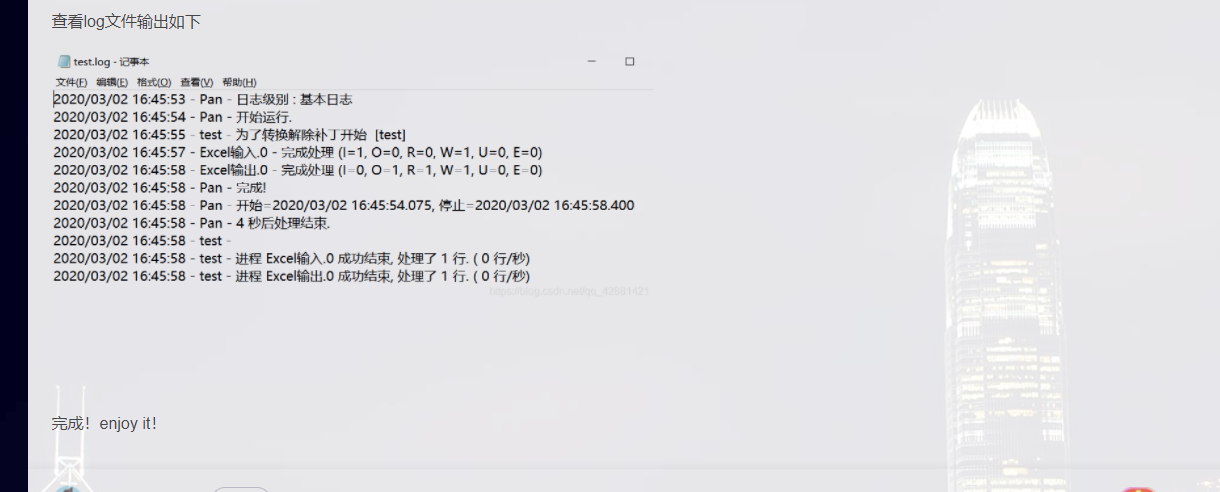 查看log文件输出如下
test.log - 记事本
文件(F) 编辑(E) 格式(O) 查看(V) 帮助(H)
2020/03/02 16:45:53 - Pan - 日志级别 : 基本日志
2020/03/02 16:45:54 - Pan - 开始运行.
2020/03/02 16:45:55 - test - 为了转换解除补丁开始  [test]
2020/03/02 16:45:57 - Excel输入.0 - 完成处理 (I=1, O=0, R=0, W=1, U=0, E=0)
2020/03/02 16:45:58 - Excel输出.0 - 完成处理 (I=0, O=1, R=1, W=1, U=0, E=0)
2020/03/02 16:45:58 - Pan - 完成!
2020/03/02 16:45:58 - Pan - 开始=2020/03/02 16:45:54.075, 停止=2020/03/02 16:45:58.400
2020/03/02 16:45:58 - Pan - 4 秒后处理结束.
2020/03/02 16:45:58 - test -
2020/03/02 16:45:58 - test - 进程 Excel输入.0 成功结束, 处理了 1 行. ( 0 行/秒)
2020/03/02 16:45:58 - test - 进程 Excel输出.0 成功结束, 处理了 1 行. ( 0 行/秒)
完成！enjoy it！